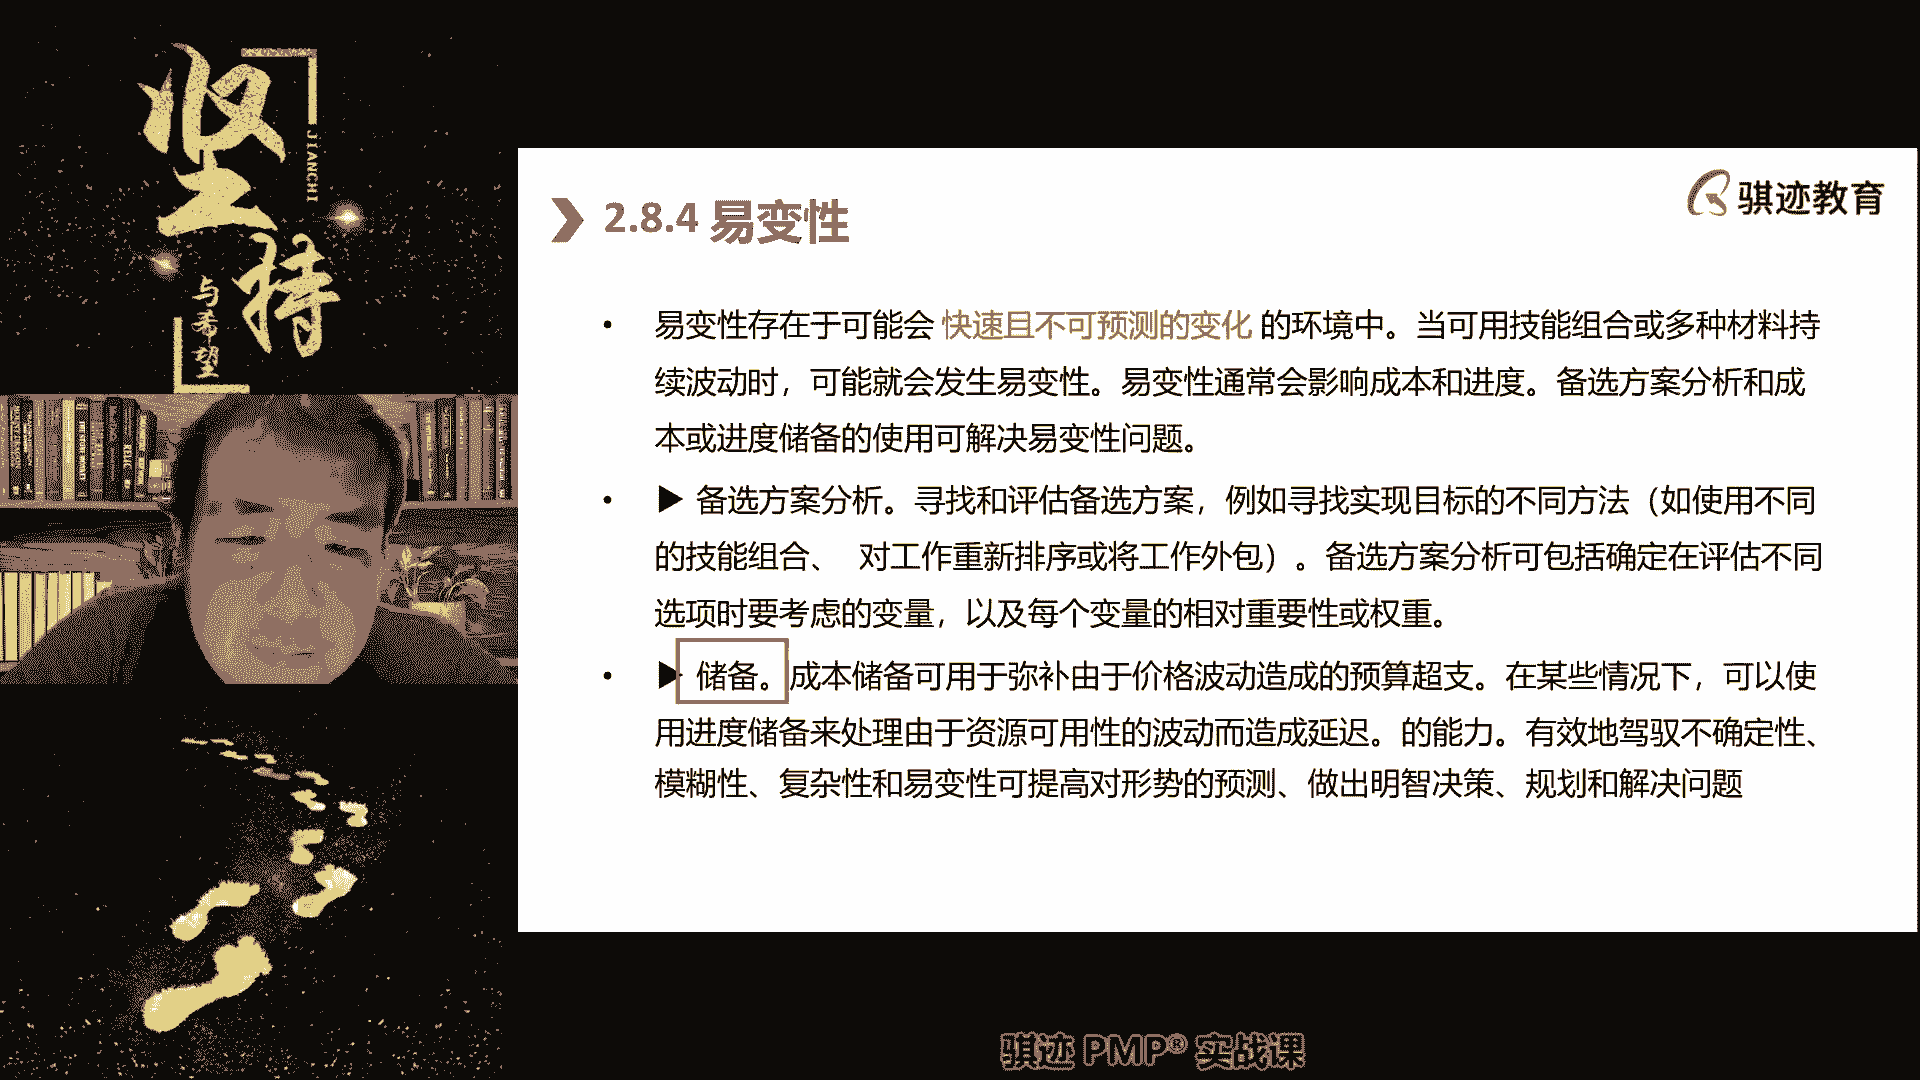 坚持
JIANCHI
与希望
骐迹教育
2.8.4 易变性
• 易变性存在于可能会 快速且不可预测的变化 的环境中。当可用技能组合或多种材料持
续波动时，可能就会发生易变性。易变性通常会影响成本和进度。备选方案分析和成
本或进度储备的使用可解决易变性问题。
• ▶ 备选方案分析。寻找和评估备选方案，例如寻找实现目标的不同方法（如使用不同
的技能组合、 对工作重新排序或将工作外包）。备选方案分析可包括确定在评估不同
选项时要考虑的变量，以及每个变量的相对重要性或权重。
• ▶ 储备。成本储备可用于弥补由于价格波动造成的预算超支。在某些情况下，可以使
用进度储备来处理由于资源可用性的波动而造成延迟。的能力。有效地驾驭不确定性、
模糊性、复杂性和易变性可提高对形势的预测、做出明智决策、规划和解决问题
骐迹 PMP® 实战课